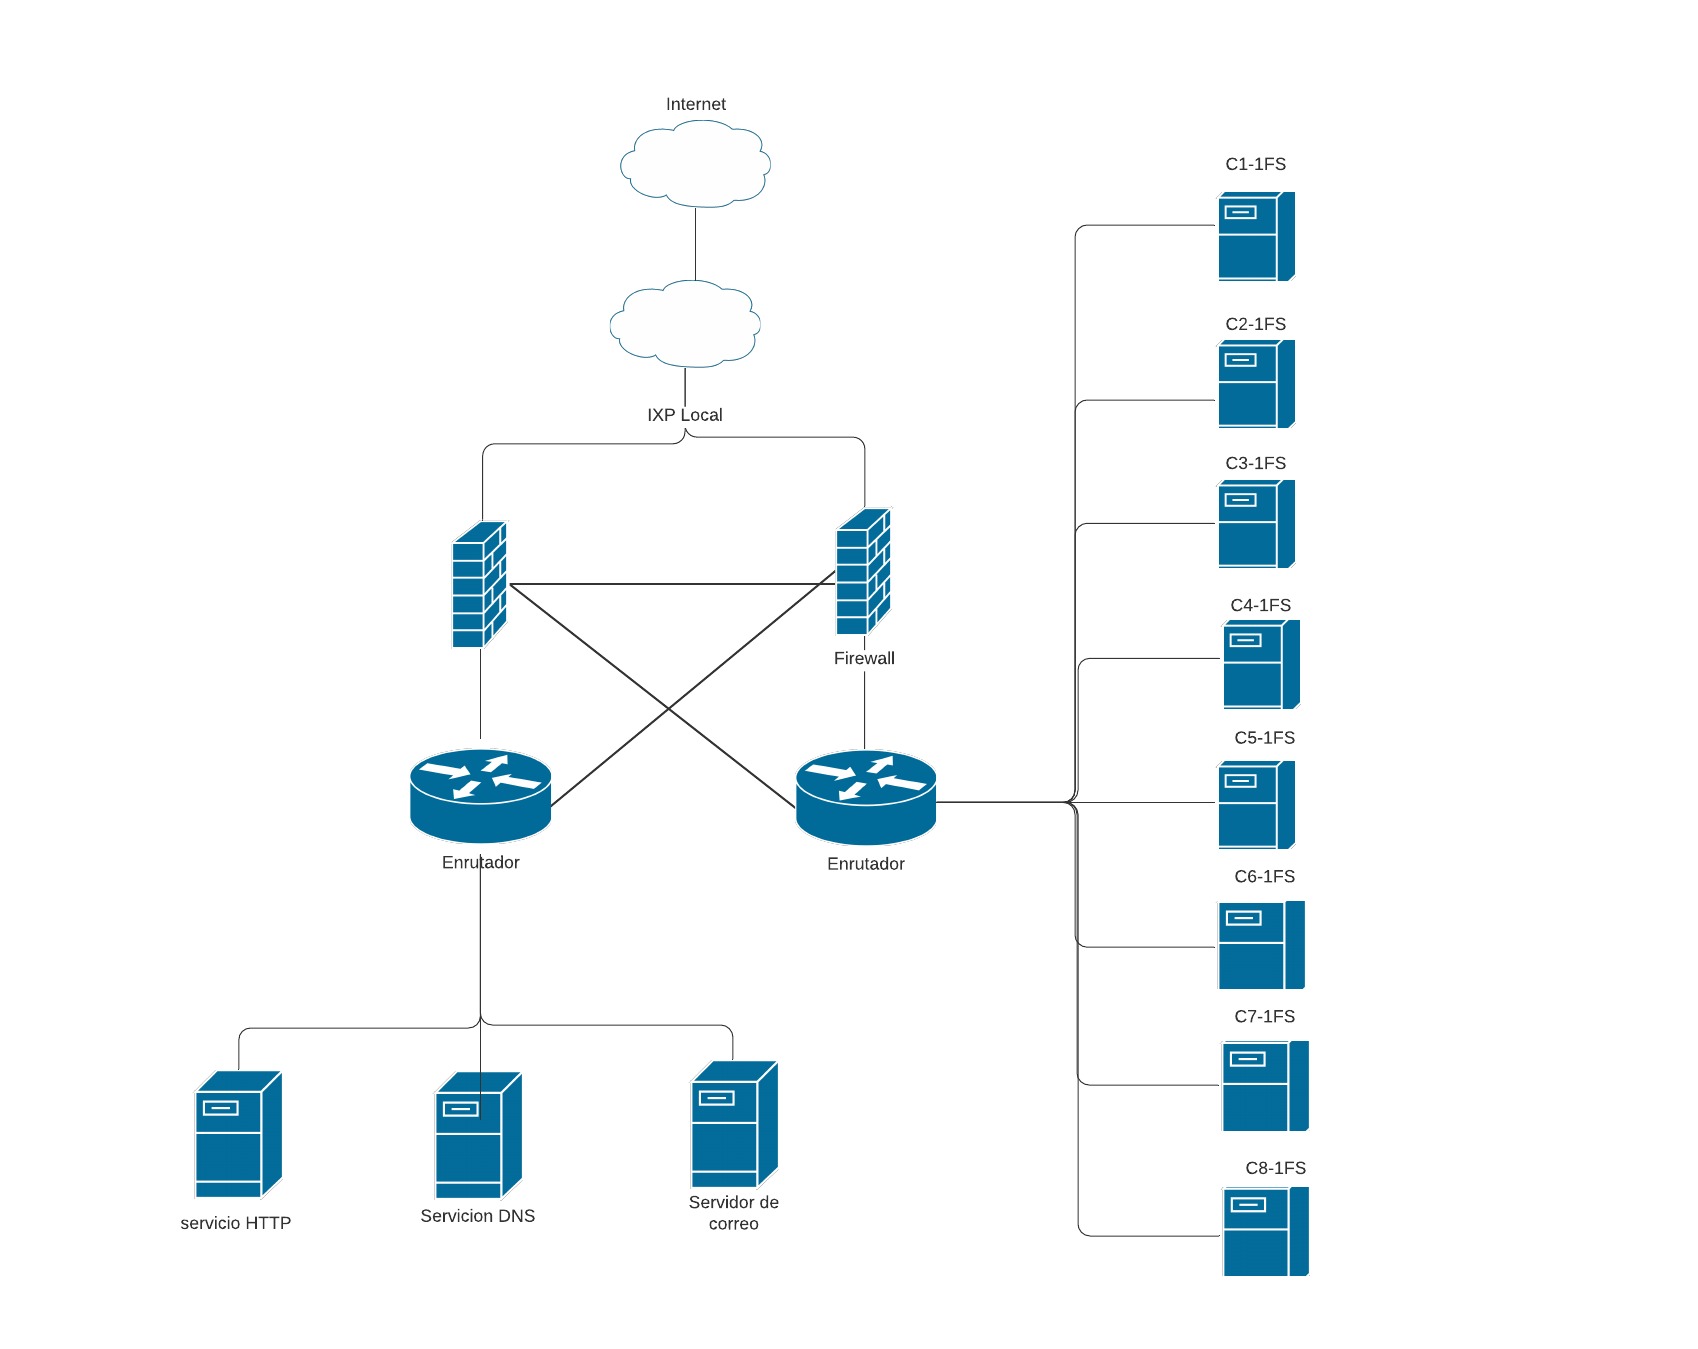 Internet
IXP Local
Firewall
Enrutador
Enrutador
servicio HTTP
Servicion DNS
Servidor de
correo
C1-1FS
C2-1FS
C3-1FS
C4-1FS
C5-1FS
C6-1FS
C7-1FS
C8-1FS